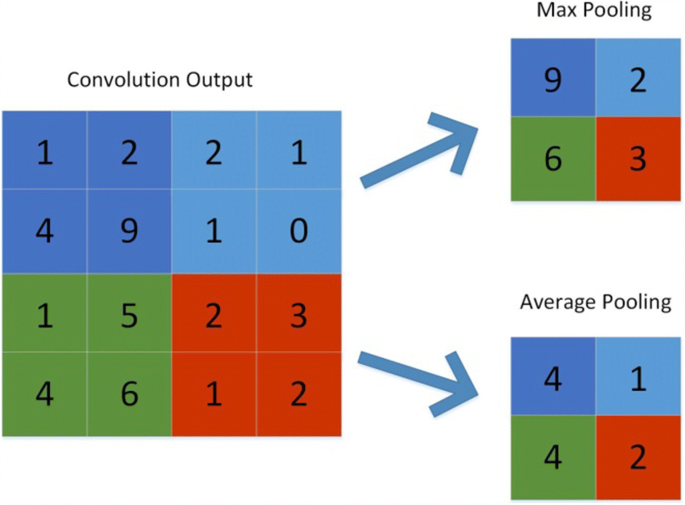 Max Pooling
9 2
6 3
Convolution Output
1 2 2 1
4 9 1 0
1 5 2 3
4 6 1 2
Average Pooling
4 1
4 2